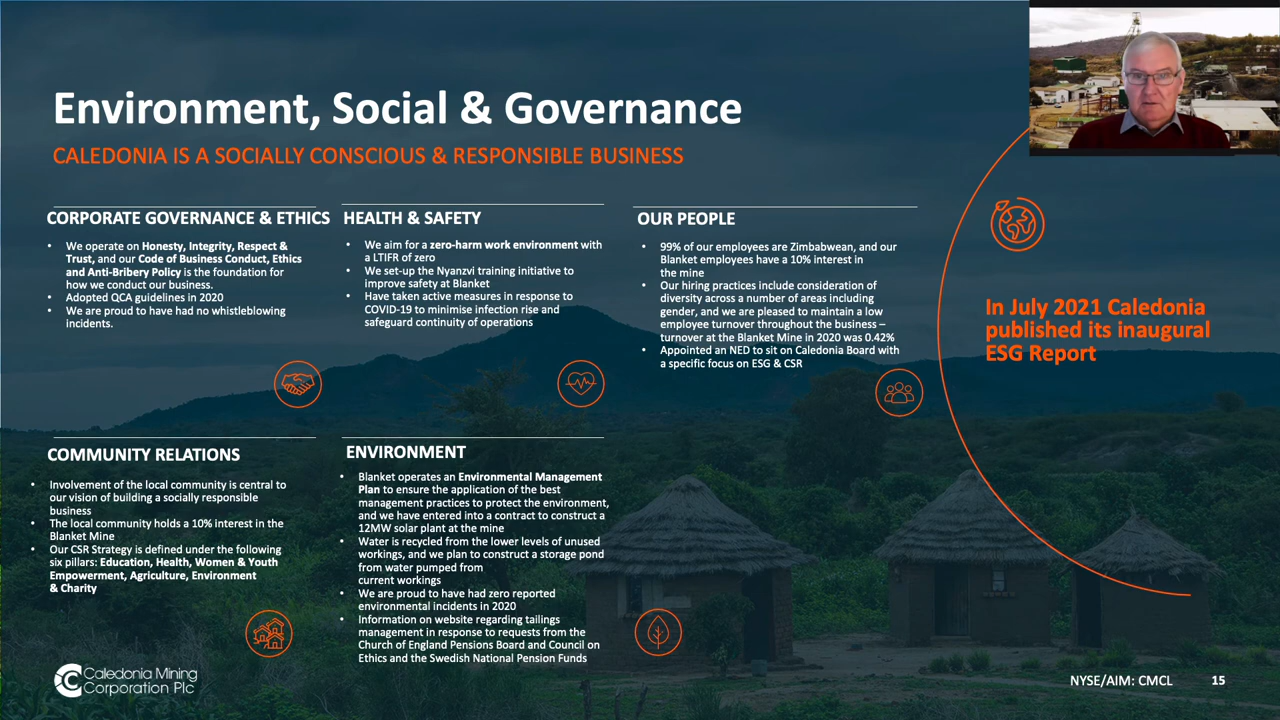 Environment, Social & Governance
CALEDONIA IS A SOCIALLY CONSCIOUS & RESPONSIBLE BUSINESS
CORPORATE GOVERNANCE & ETHICS
• We operate on Honesty, Integrity, Respect &
Trust, and our Code of Business Conduct, Ethics
and Anti-Bribery Policy is the foundation for
how we conduct our business.
• Adopted QCA guidelines in 2020
• We are proud to have had no whistleblowing
incidents.
HEALTH & SAFETY
• We aim for a zero-harm work environment with
a LTIFR of zero
• We set-up the Nyanzvi training initiative to
improve safety at Blanket
• Have taken active measures in response to
COVID-19 to minimise infection rise and
safeguard continuity of operations
OUR PEOPLE
• 99% of our employees are Zimbabwean, and our
Blanket employees have a 10% interest in
the mine
• Our hiring practices include consideration of
diversity across a number of areas including
gender, and we are pleased to maintain a low
employee turnover throughout the business –
turnover at the Blanket Mine in 2020 was 0.42%
• Appointed an NED to sit on Caledonia Board with
a specific focus on ESG & CSR
In July 2021 Caledonia
published its inaugural
ESG Report
COMMUNITY RELATIONS
• Involvement of the local community is central to
our vision of building a socially responsible
business
• The local community holds a 10% interest in the
Blanket Mine
• Our CSR Strategy is defined under the following
six pillars: Education, Health, Women & Youth
Empowerment, Agriculture, Environment
& Charity
ENVIRONMENT
• Blanket operates an Environmental Management
Plan to ensure the application of the best
management practices to protect the environment,
and we have entered into a contract to construct a
12MW solar plant at the mine
• Water is recycled from the lower levels of unused
workings, and we plan to construct a storage pond
from water pumped from
current workings
• We are proud to have had zero reported
environmental incidents in 2020
• Information on website regarding tailings
management in response to requests from the
Church of England Pensions Board and Council on
Ethics and the Swedish National Pension Funds
Caledonia Mining
Corporation Plc
NYSE/AIM: CMCL
15